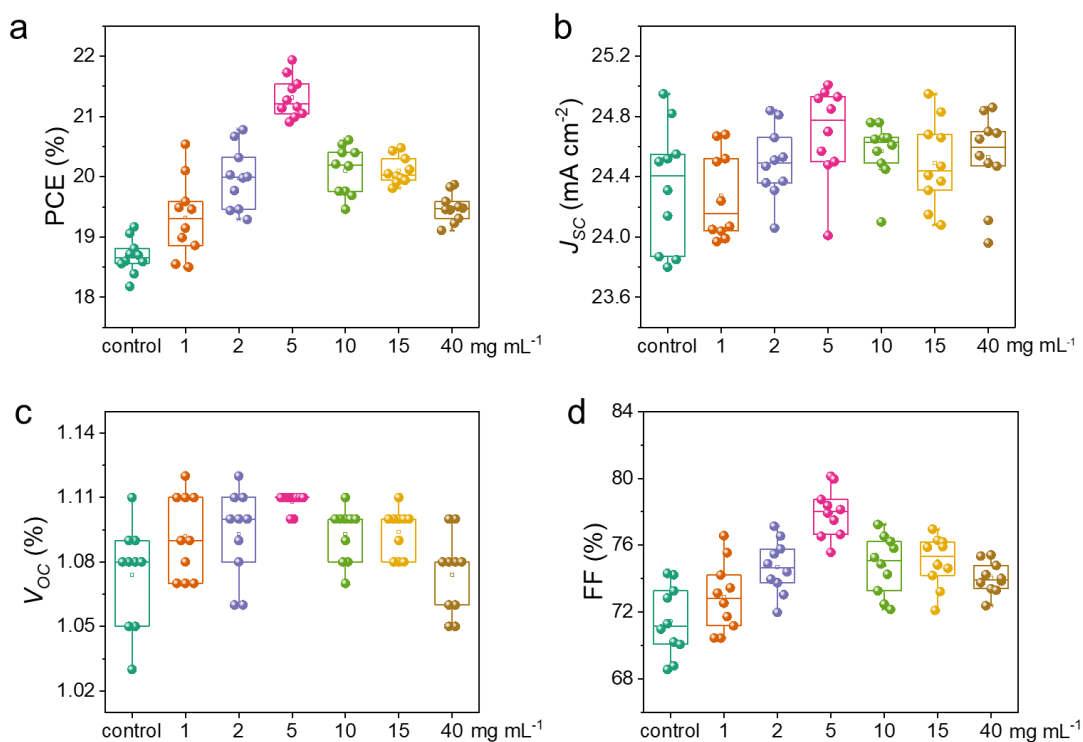 a
PCE (%)
22
21
20
19
18
control 1 2 5 10 15 40 mg mL⁻¹
b
J_SC (mA cm⁻²)
25.2
24.8
24.4
24.0
23.6
control 1 2 5 10 15 40 mg mL⁻¹
c
V_OC (%)
1.14
1.11
1.08
1.05
1.02
control 1 2 5 10 15 40 mg mL⁻¹
d
FF (%)
84
80
76
72
68
control 1 2 5 10 15 40 mg mL⁻¹